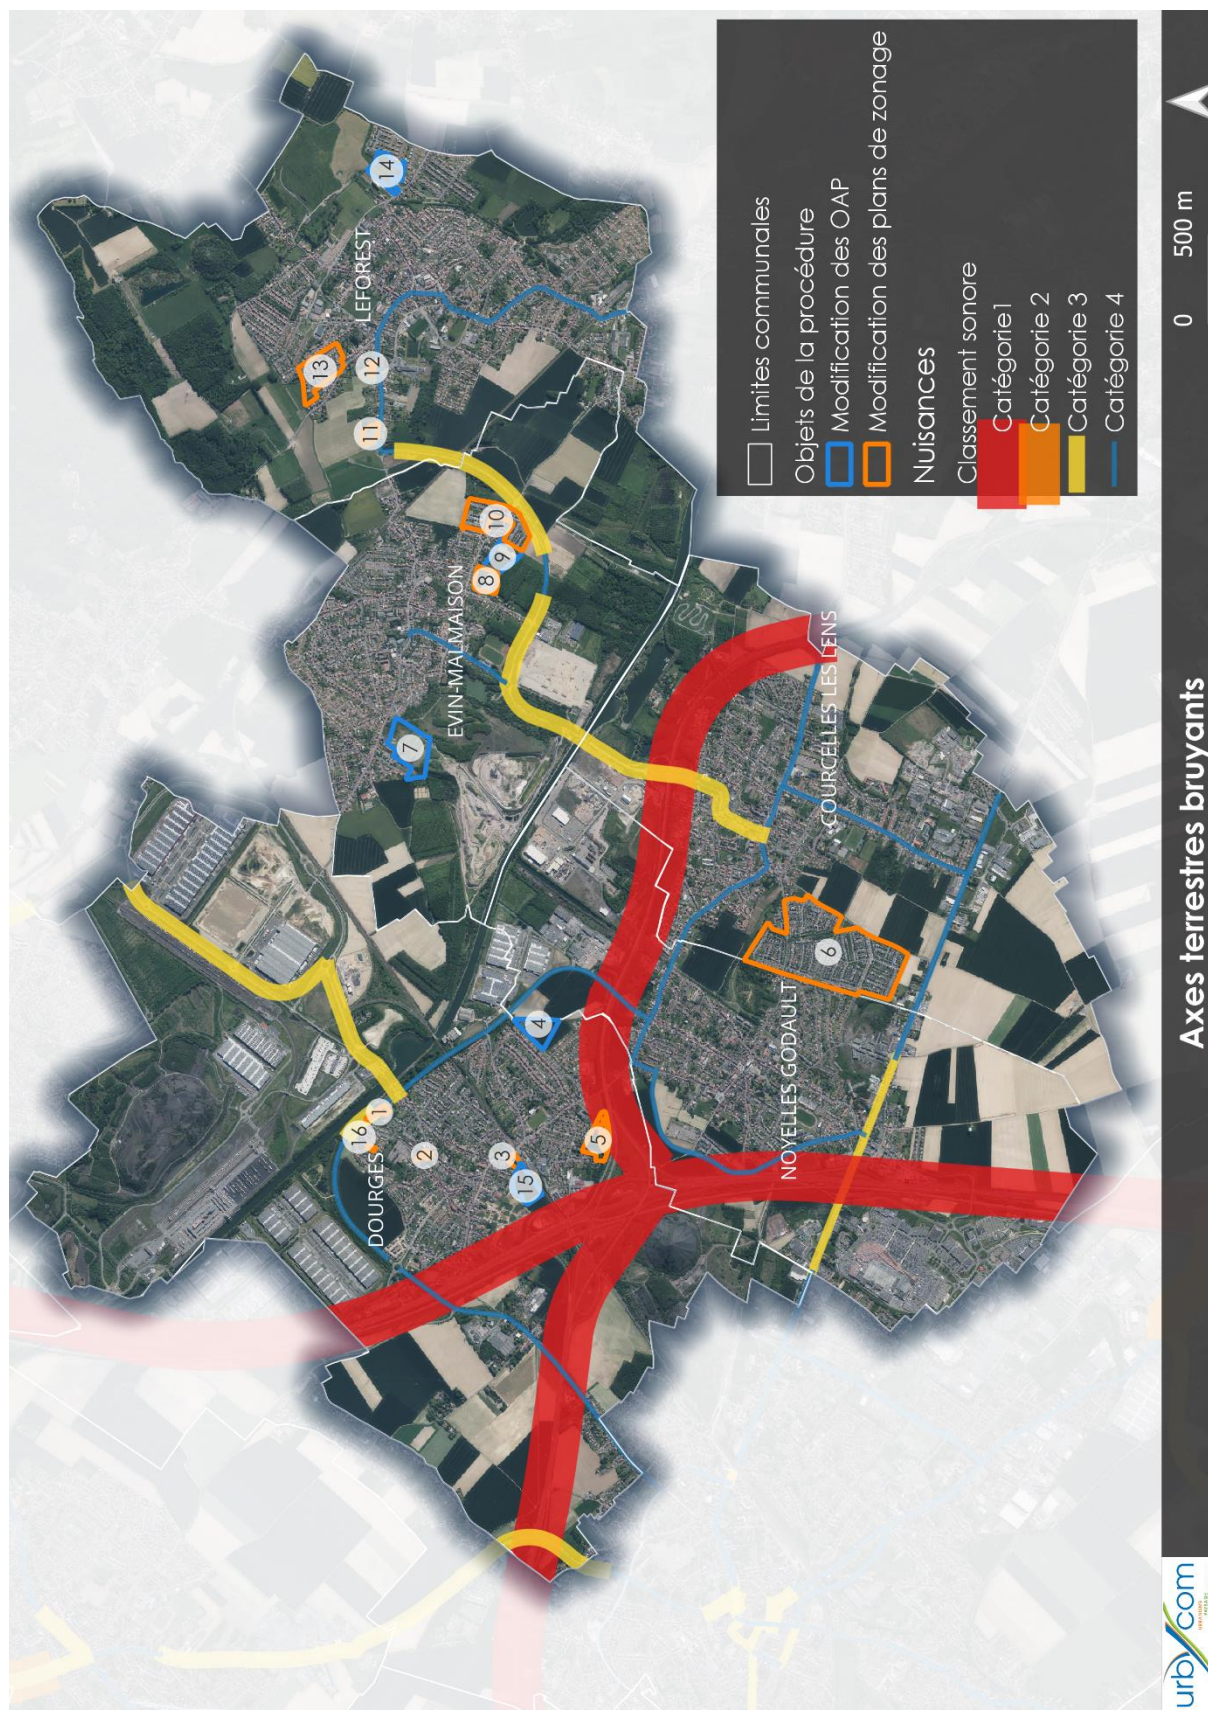 Limites communales
Objets de la procédure
Modification des OAP
Modification des plans de zonage
Nuisances
Classement sonore
Catégorie1
Catégorie 2
Catégorie 3
Catégorie 4
14
LEFOREST
13
12
11
10
9
8
EVIN-MALMAISON
7
COURCELLES LES LENS
6
4
NOYELLES GODAULT
5
1
16
2
3
15
DOURGES
urbycom
Axes terrestres bruyants
0 500 m